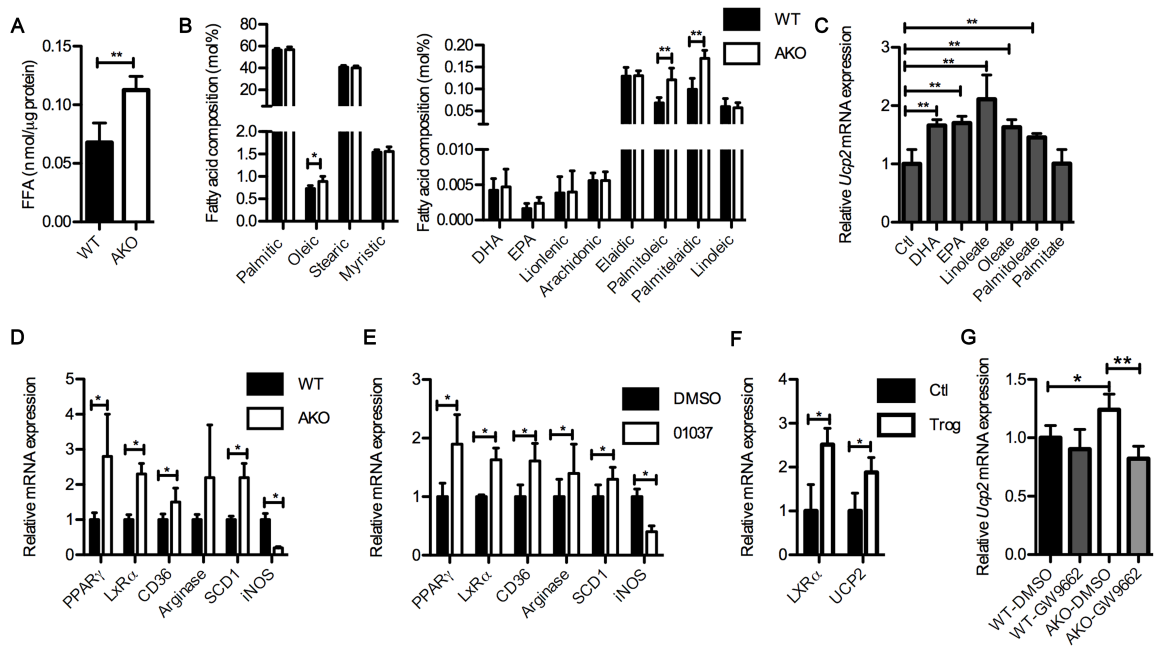 A
FFA (n mol/μgprotein)
0.15
0.10
0.05
0.00
**
WT
AKO
B
Fatty acid composition (mol%)
80
60
40
20
2.0
1.5
1.0
0.5
0.0
*
Palmitic
Oleic
Stearic
Myristic
Fatty acid composition (mol%)
0.20
0.15
0.10
0.05
0.010
0.005
0.000
**
**
DHA
EPA
Lionlenic
Arachidonic
Elaidic
Palmitoleic
Palmitelaidic
Linoleic
WT
AKO
C
Relative Ucp2 mRNA expression
3
2
1
0
**
**
**
**
**
Ctl
DHA
EPA
Linoleate
Oleate
Palmitoleate
Palmitate
D
Relative mRNA expression
5
4
3
2
1
0
*
*
*
*
*
PPARγ
LxRα
CD36
Arginase
SCD1
iNOS
WT
AKO
E
Relative mRNA expression
3
2
1
0
*
*
*
*
*
*
PPARγ
LxRα
CD36
Arginase
SCD1
iNOS
DMSO
01037
F
Relative mRNA expression
4
3
2
1
0
*
*
LXRα
UCP2
Ctl
Trog
G
Relative Ucp2 mRNA expression
1.5
1.0
0.5
0.0
*
**
WT-DMSO
WT-GW9662
AKO-DMSO
AKO-GW9662